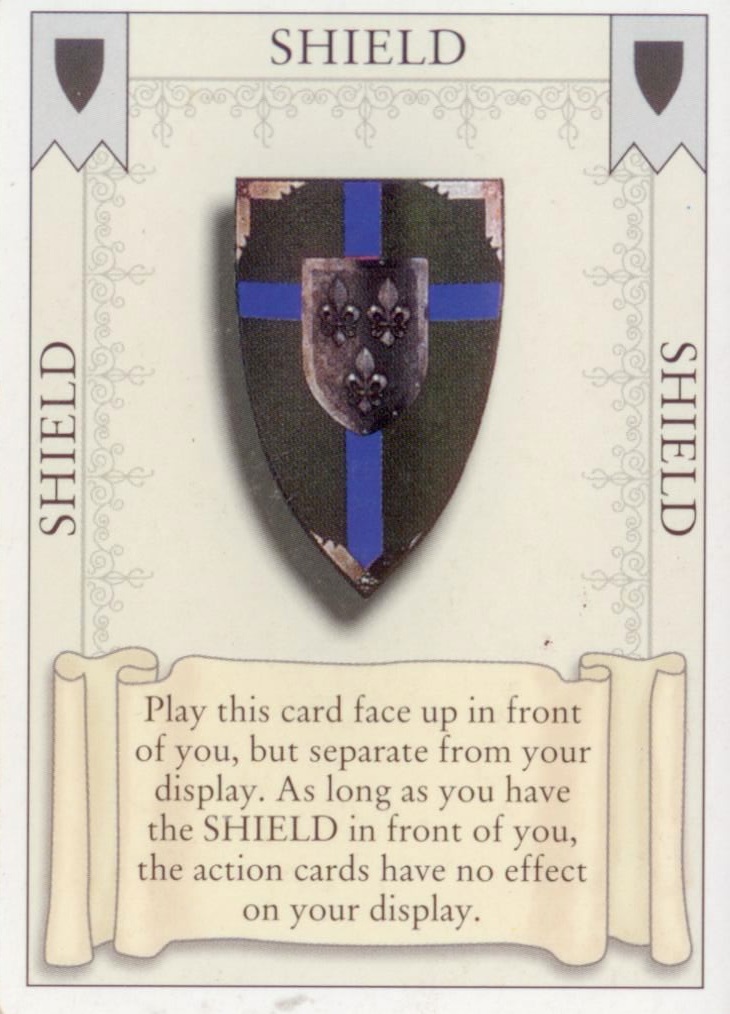 SHIELD
SHIELD
SHIELD
Play this card face up in front
of you, but separate from your
display. As long as you have
the SHIELD in front of you,
the action cards have no effect
on your display.